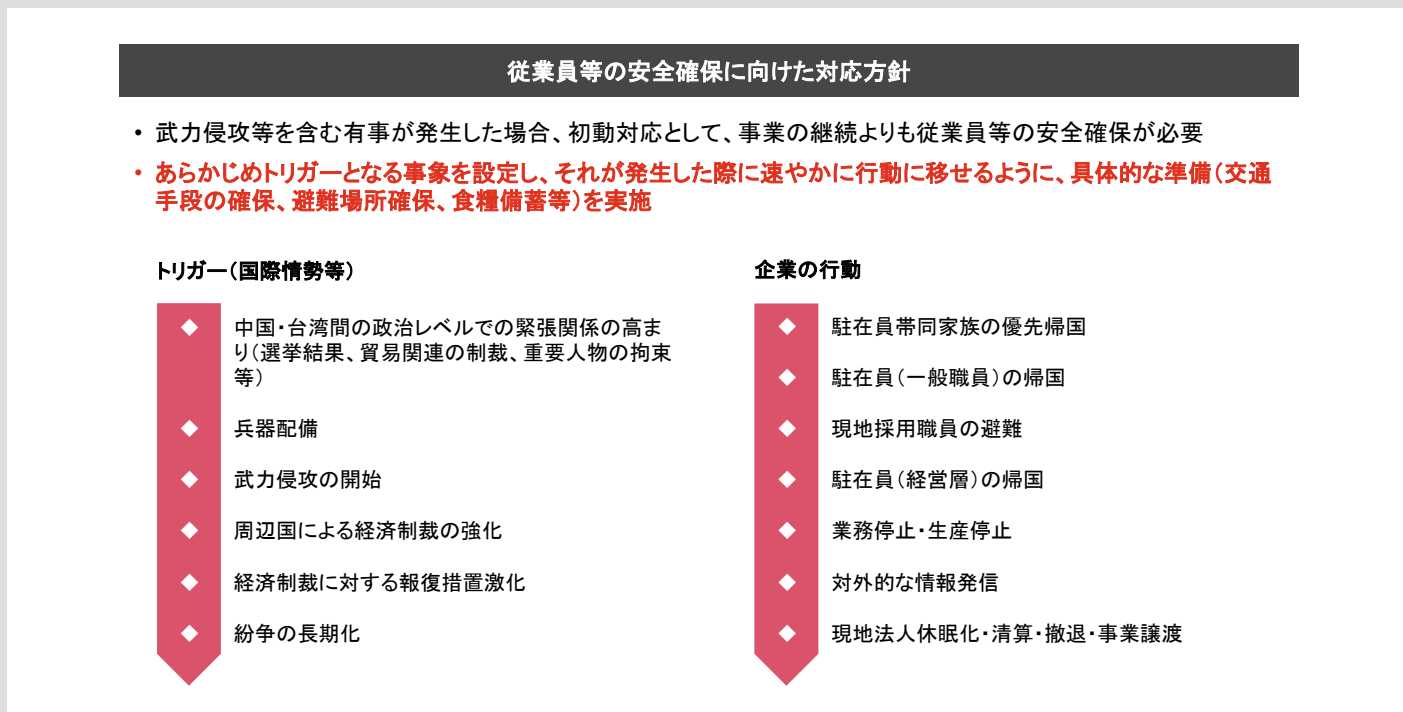 従業員等の安全確保に向けた対応方針
• 武力侵攻等を含む有事が発生した場合、初動対応として、事業の継続よりも従業員等の安全確保が必要
• あらかじめトリガーとなる事象を設定し、それが発生した際に速やかに行動に移せるように、具体的な準備（交通
手段の確保、避難場所確保、食糧備蓄等）を実施
トリガー（国際情勢等）
中国・台湾間の政治レベルでの緊張関係の高ま
り（選挙結果、貿易関連の制裁、重要人物の拘束
等）
兵器配備
武力侵攻の開始
周辺国による経済制裁の強化
経済制裁に対する報復措置激化
紛争の長期化
企業の行動
駐在員帯同家族の優先帰国
駐在員（一般職員）の帰国
現地採用職員の避難
駐在員（経営層）の帰国
業務停止・生産停止
対外的な情報発信
現地法人休眠化・清算・撤退・事業譲渡